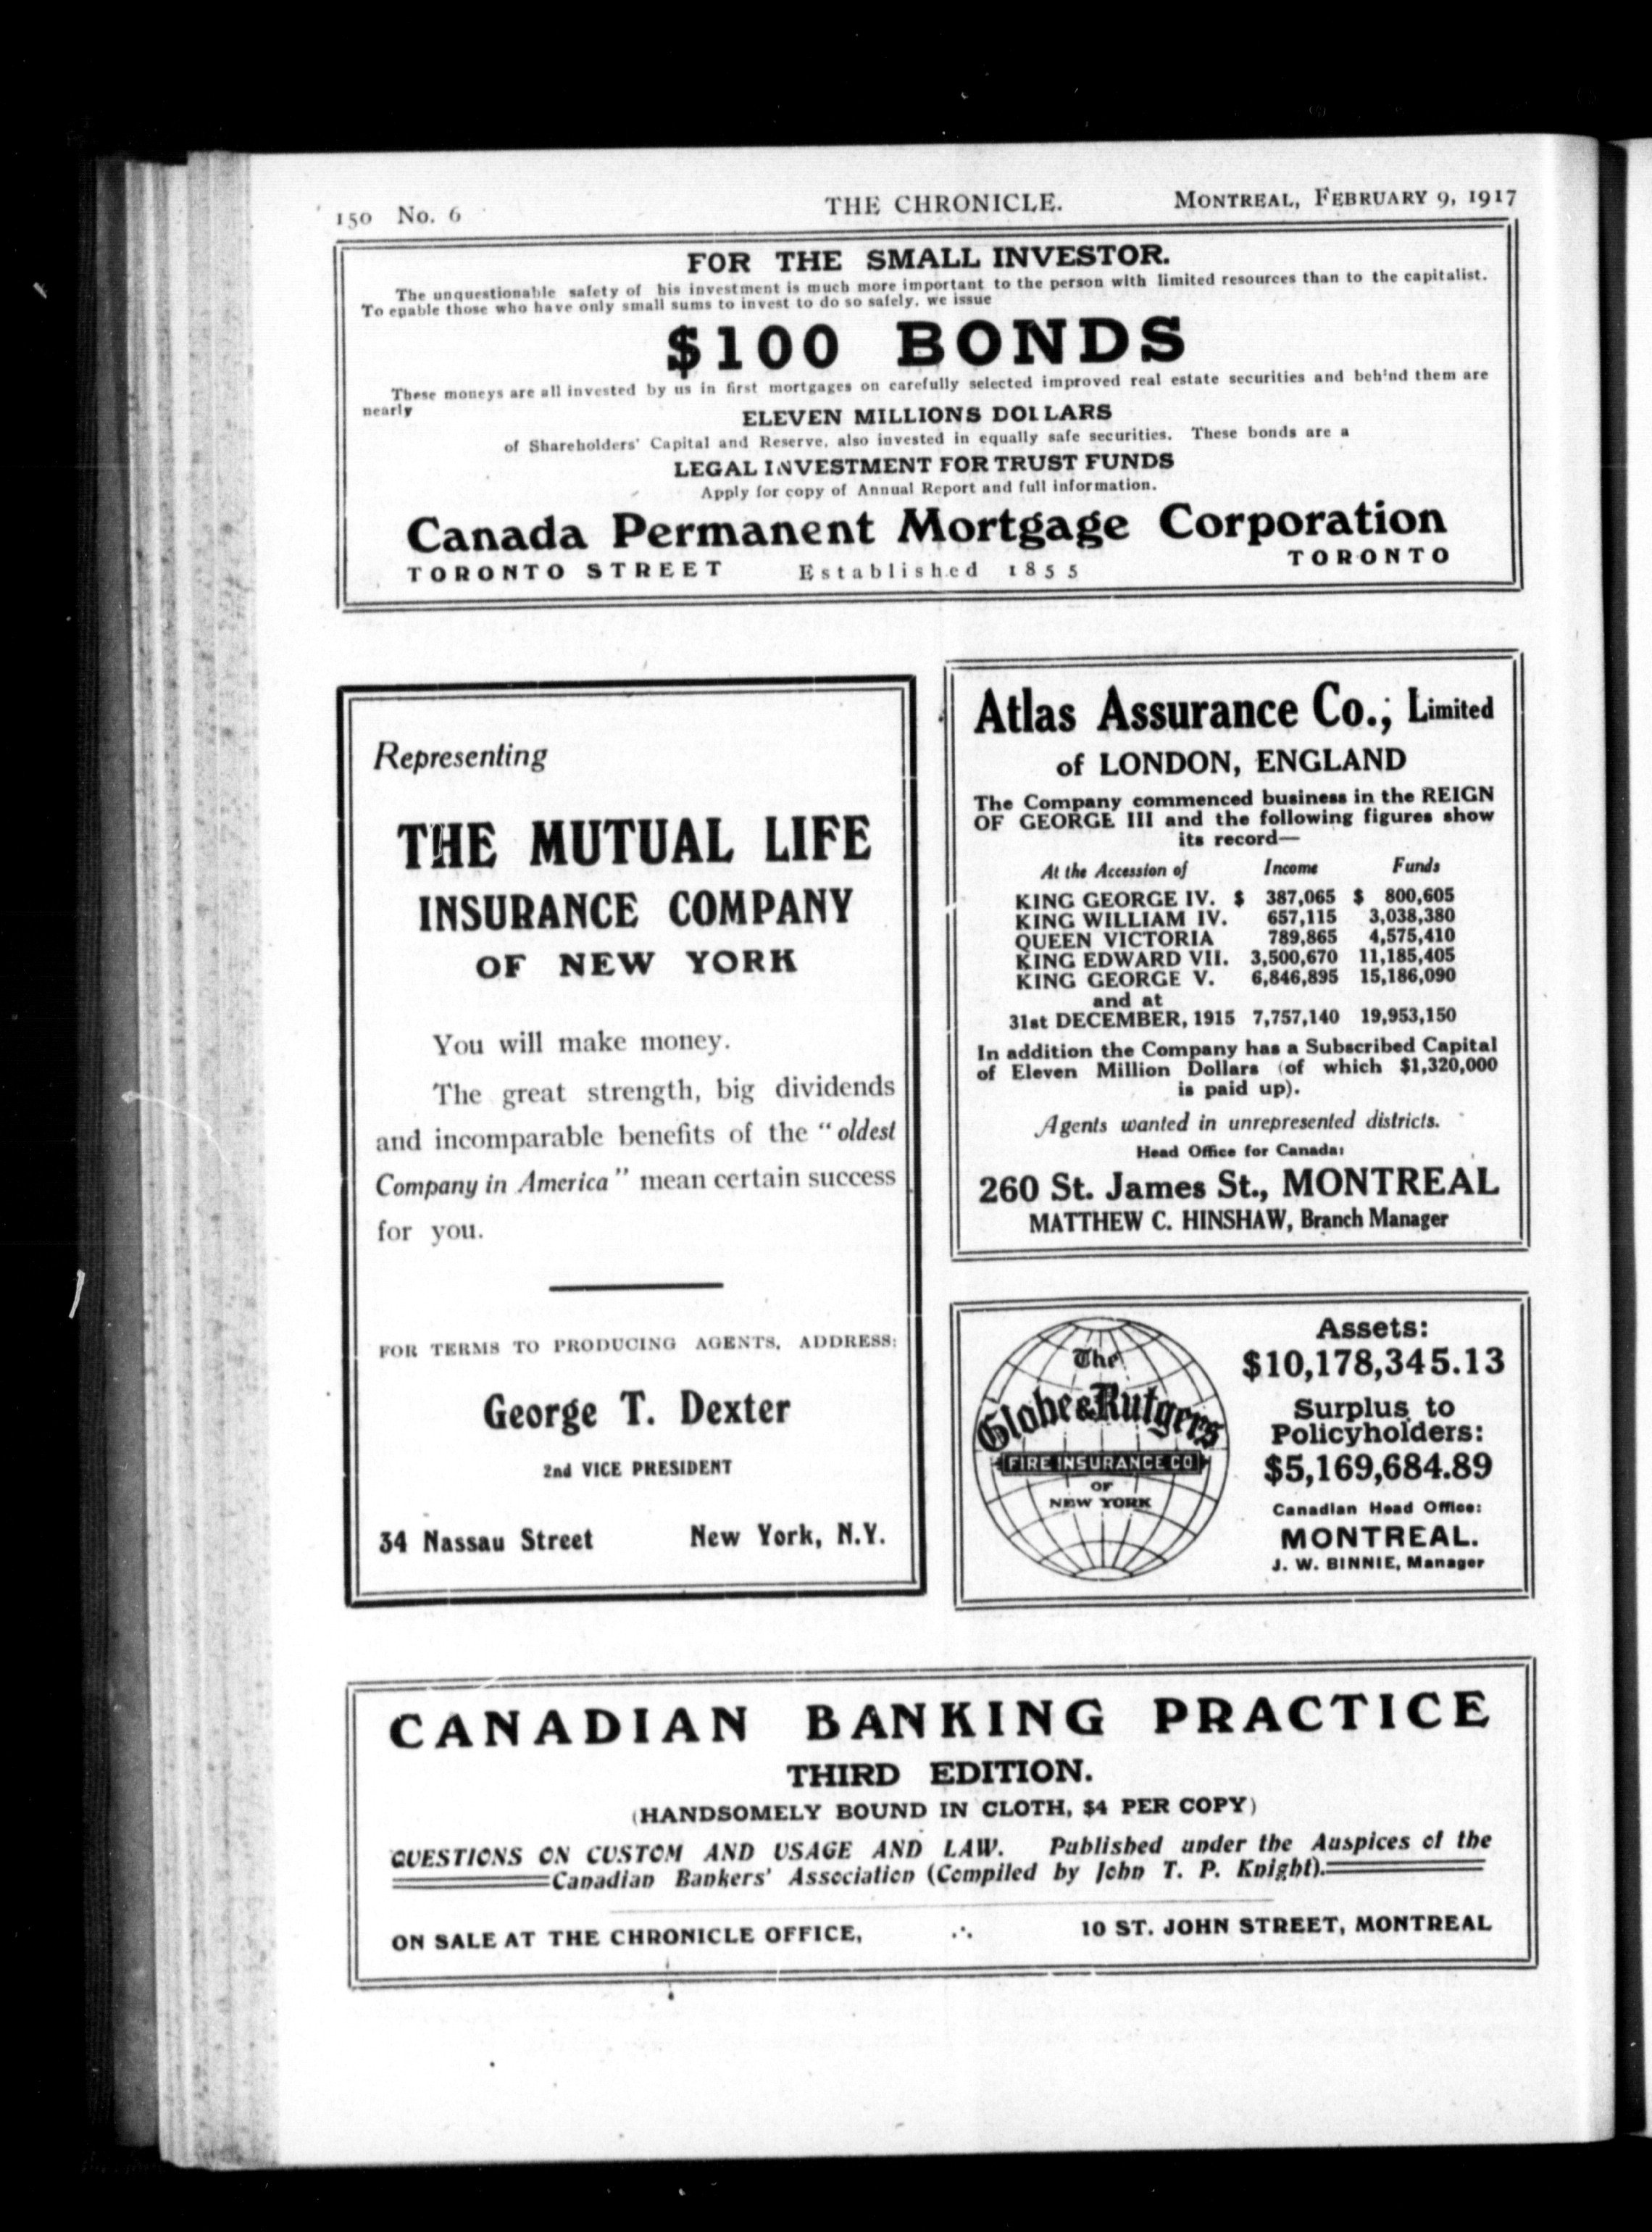 150 No. 6 THE CHRONICLE. MONTREAL, FEBRUARY 9, 1917
FOR THE SMALL INVESTOR.
The unquestionable safety of his investment is much more important to the person with limited resources than to the capitalist.
To enable those who have only small sums to invest to do so safely, we issue
$100 BONDS
These moneys are all invested by us in first mortgages on carefully selected improved real estate securities and behind them are
nearly
ELEVEN MILLIONS DOLLARS
of Shareholders' Capital and Reserve, also invested in equally safe securities. These bonds are a
LEGAL INVESTMENT FOR TRUST FUNDS
Apply for copy of Annual Report and full information.
Canada Permanent Mortgage Corporation
TORONTO STREET Established 1855 TORONTO
Representing
THE MUTUAL LIFE
INSURANCE COMPANY
OF NEW YORK
You will make money.
The great strength, big dividends
and incomparable benefits of the "oldest
Company in America" mean certain success
for you.
FOR TERMS TO PRODUCING AGENTS, ADDRESS:
George T. Dexter
2nd VICE PRESIDENT
34 Nassau Street New York, N.Y.
Atlas Assurance Co., Limited
of LONDON, ENGLAND
The Company commenced business in the REIGN
OF GEORGE III and the following figures show
its record—
At the Accession of Income Funds
KING GEORGE IV. $ 387,065 $ 800,605
KING WILLIAM IV. 657,115 3,038,380
QUEEN VICTORIA 789,865 4,575,410
KING EDWARD VII. 3,500,670 11,185,405
KING GEORGE V. 6,846,895 15,186,090
and at
31st DECEMBER, 1915 7,757,140 19,953,150
In addition the Company has a Subscribed Capital
of Eleven Million Dollars (of which $1,320,000
is paid up).
Agents wanted in unrepresented districts.
Head Office for Canada:
260 St. James St., MONTREAL
MATTHEW C. HINSHAW, Branch Manager
The
Globe & Rutgers
FIRE INSURANCE CO
OF
NEW YORK
Assets:
$10,178,345.13
Surplus to
Policyholders:
$5,169,684.89
Canadian Head Office:
MONTREAL.
J. W. BINNIE, Manager
CANADIAN BANKING PRACTICE
THIRD EDITION.
(HANDSOMELY BOUND IN CLOTH, $4 PER COPY)
QUESTIONS ON CUSTOM AND USAGE AND LAW. Published under the Auspices of the
Canadian Bankers' Association (Compiled by John T. P. Knight).
ON SALE AT THE CHRONICLE OFFICE, ∴ 10 ST. JOHN STREET, MONTREAL